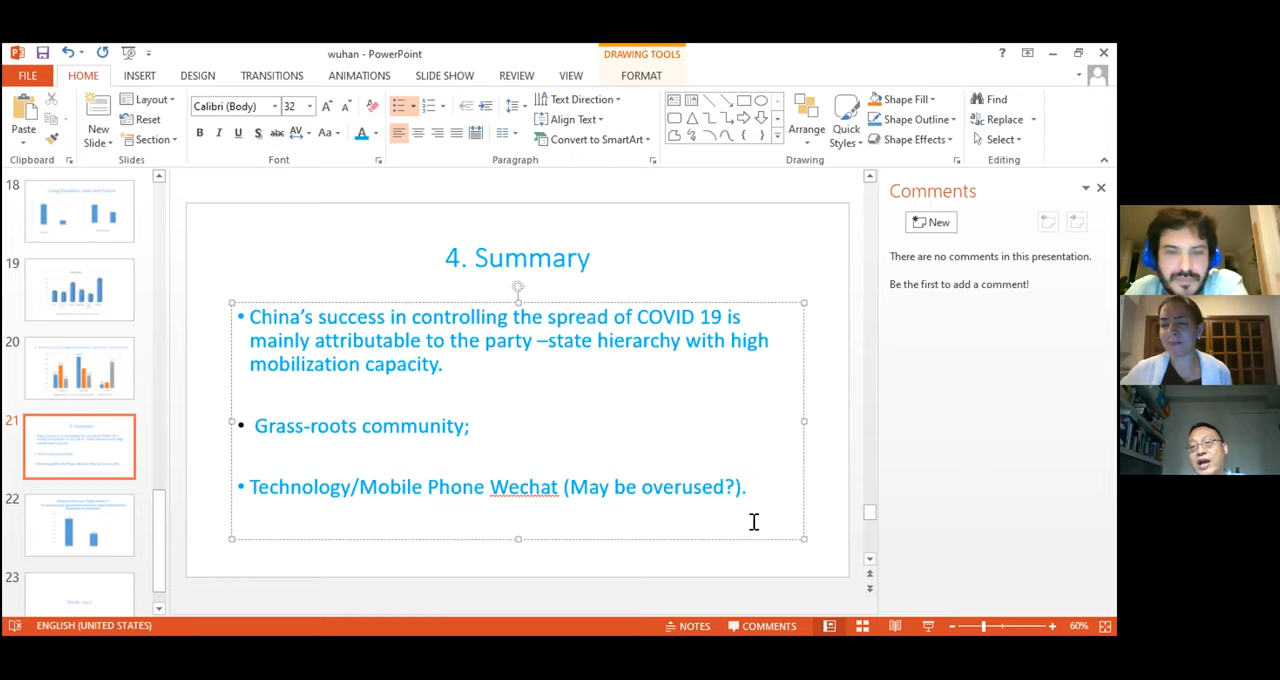 wuhan - PowerPoint
DRAWING TOOLS
FILE
HOME
INSERT
DESIGN
TRANSITIONS
ANIMATIONS
SLIDE SHOW
REVIEW
VIEW
FORMAT
Paste
Clipboard
New
Slide
Layout
Reset
Section
Slides
Calibri (Body)
32
Font
Text Direction
Align Text
Convert to SmartArt
Paragraph
Arrange
Quick
Styles
Shape Fill
Shape Outline
Shape Effects
Drawing
Find
Replace
Select
Editing
18
19
20
21
4. Summary
22
23
4. Summary
• China's success in controlling the spread of COVID 19 is
mainly attributable to the party –state hierarchy with high
mobilization capacity.
• Grass-roots community;
• Technology/Mobile Phone Wechat (May be overused?).
Comments
New
There are no comments in this presentation.
Be the first to add a comment!
ENGLISH (UNITED STATES)
NOTES
COMMENTS
60%